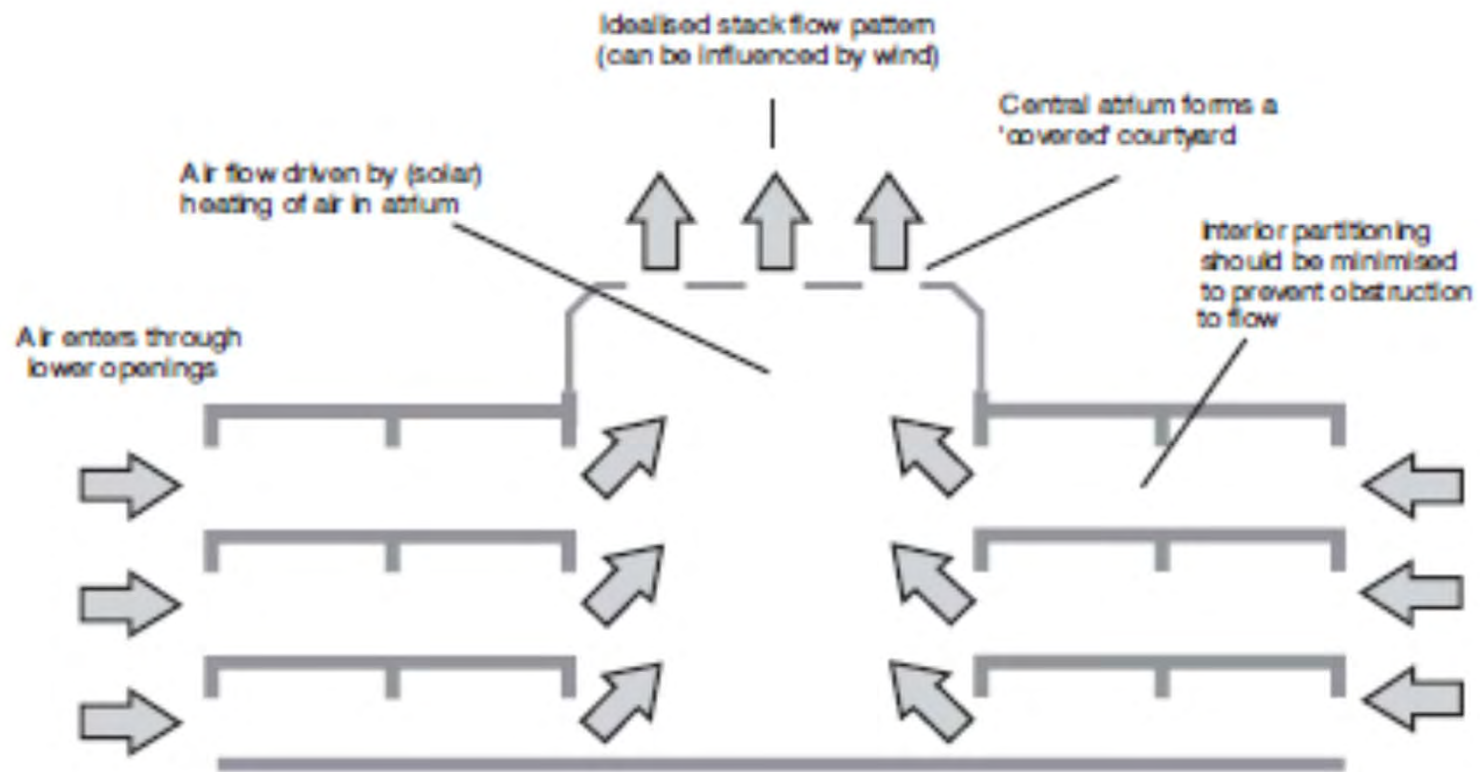 Idealised stack flow pattern
(can be influenced by wind)
Central atrium forms a
'covered' courtyard
Air flow driven by (solar)
heating of air in atrium
Interior partitioning
should be minimised
to prevent obstruction
to flow
Air enters through
lower openings